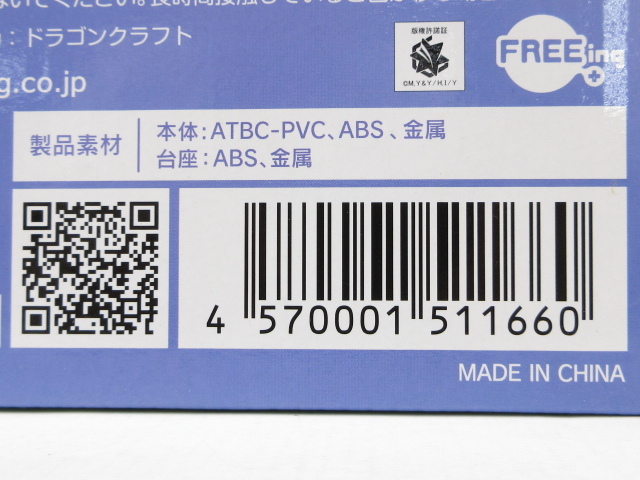 : ドラゴンクラフト
版権許諾証
©M,Y&Y/H,I/Y
FREEing
g.co.jp
製品素材
本体:ATBC-PVC、ABS 、金属
台座:ABS、金属
4 570001 511660
MADE IN CHINA